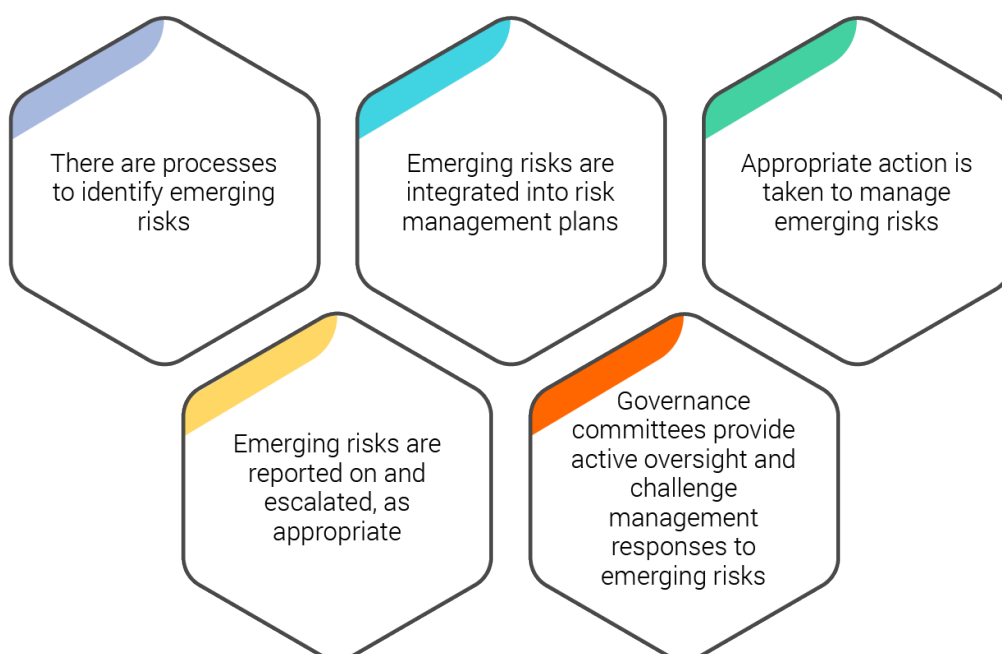 There are processes
to identify emerging
risks
Emerging risks are
integrated into risk
management plans
Appropriate action is
taken to manage
emerging risks
Emerging risks are
reported on and
escalated, as
appropriate
Governance
committees provide
active oversight and
challenge
management
responses to
emerging risks